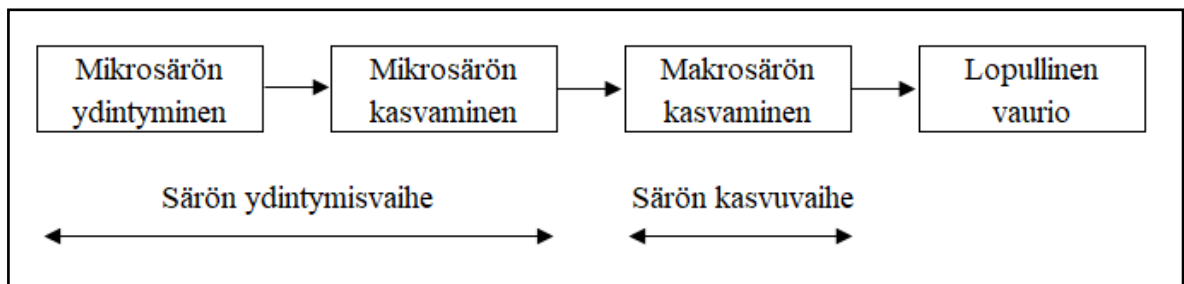 Mikrosärön
ydintyminen
Mikrosärön
kasvaminen
Makrosärön
kasvaminen
Lopullinen
vaurio
Särön ydintymisvaihe
Särön kasvuvaihe